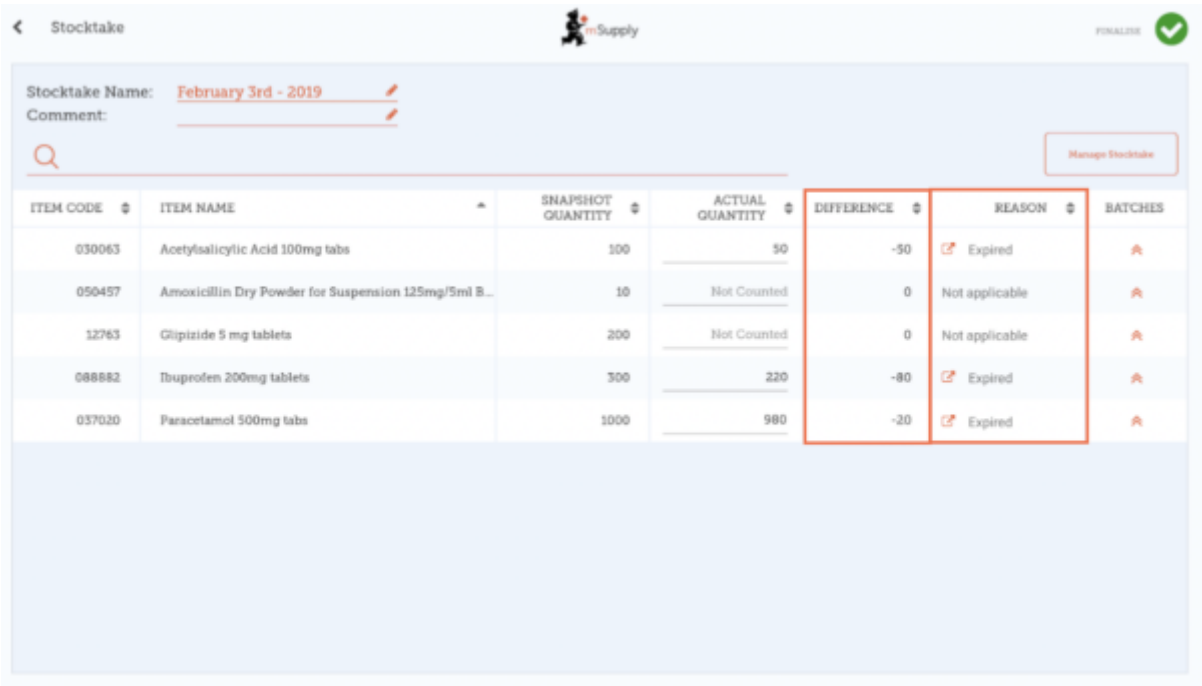 Stocktake
mSupply
FINALISE
Stocktake Name: February 3rd - 2019
Comment:
Manage Stocktake
ITEM CODE ITEM NAME SNAPSHOT QUANTITY ACTUAL QUANTITY DIFFERENCE REASON BATCHES
030063 Acetylsalicylic Acid 100mg tabs 100 50 -50 Expired
050457 Amoxicillin Dry Powder for Suspension 125mg/5ml B... 10 Not Counted 0 Not applicable
12763 Glipizide 5 mg tablets 200 Not Counted 0 Not applicable
088882 Ibuprofen 200mg tablets 300 220 -80 Expired
037020 Paracetamol 500mg tabs 1000 980 -20 Expired